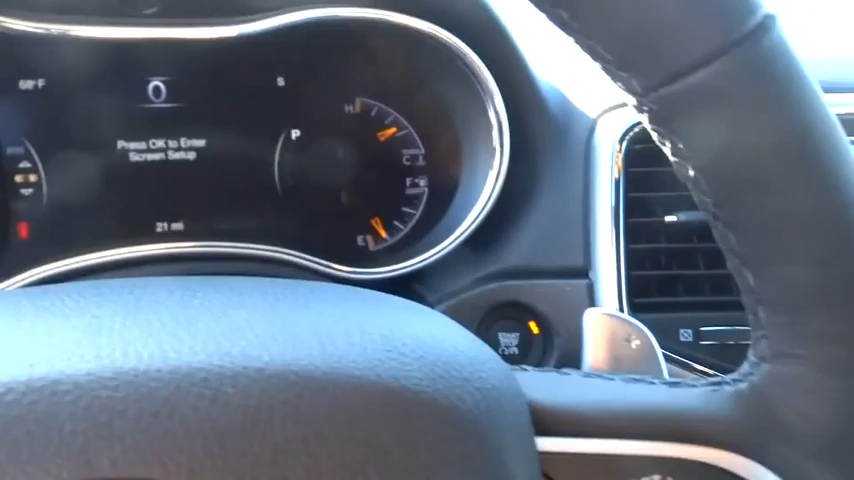 68°F
0
S
H
P
Press OK to Enter
Screen Setup
C
F
E
21 mi
START
STOP
+